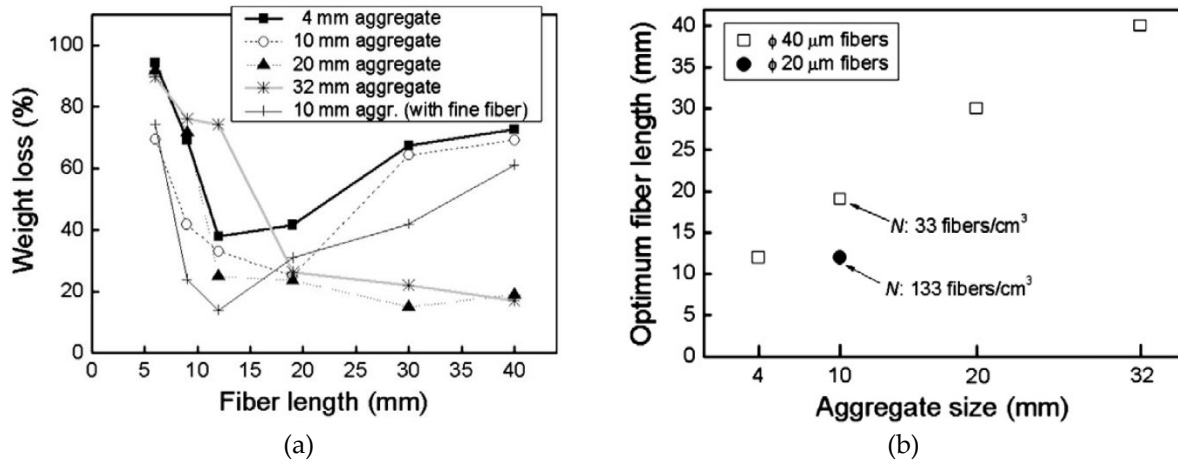 4 mm aggregate
10 mm aggregate
20 mm aggregate
32 mm aggregate
10 mm aggr. (with fine fiber)
100
80
60
40
20
0
Weight loss (%)
0 5 10 15 20 25 30 35 40
Fiber length (mm)
(a)
ϕ 40 μm fibers
ϕ 20 μm fibers
40
35
30
25
20
15
10
5
0
Optimum fiber length (mm)
N: 33 fibers/cm³
N: 133 fibers/cm³
4 10 20 32
Aggregate size (mm)
(b)